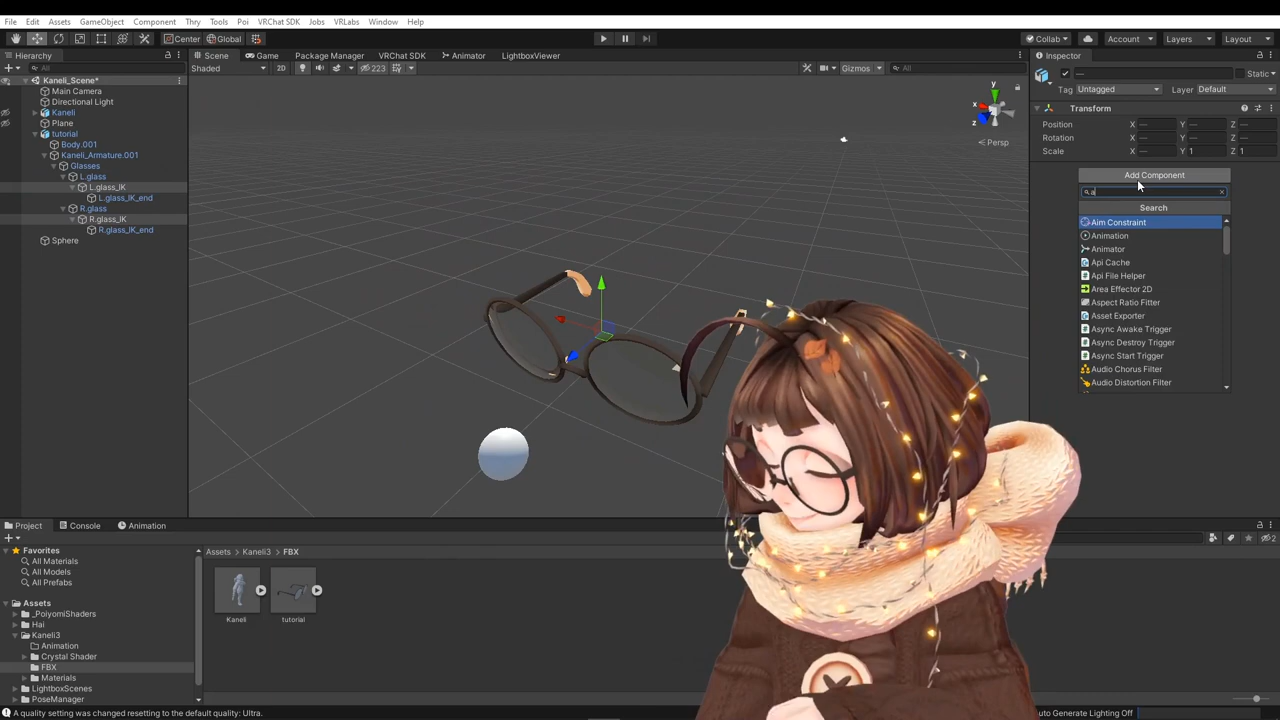 File Edit Assets GameObject Component Thry Tools Poi VRChat SDK Jobs VRLabs Window Help
Center Global Collab Account Layers Layout
Hierarchy Scene Game Package Manager VRChat SDK Animator LightboxViewer Inspector
All Shaded 2D 223 Gizmos All Static
Kaneli_Scene*
Main Camera
Directional Light
Kaneli
Plane
tutorial
Body.001
Kaneli_Armature.001
Glasses
L.glass
L.glass_IK
L.glass_IK_end
R.glass
R.glass_IK
R.glass_IK_end
Sphere
y
x
z
Persp
Tag Untagged Layer Default
Transform
Position X — Y — Z —
Rotation X — Y — Z —
Scale X — Y 1 Z 1
Add Component
a
Search
Aim Constraint
Animation
Animator
Api Cache
Api File Helper
Area Effector 2D
Aspect Ratio Fitter
Asset Exporter
Async Awake Trigger
Async Destroy Trigger
Async Start Trigger
Audio Chorus Filter
Audio Distortion Filter
Project Console Animation
2
Favorites
All Materials
All Models
All Prefabs
Assets
_PoiyomiShaders
Hai
Kaneli3
Animation
Crystal Shader
FBX
Materials
LightboxScenes
PoseManager
Assets > Kaneli3 > FBX
Kaneli tutorial
A quality setting was changed resetting to the default quality: Ultra.
Auto Generate Lighting Off